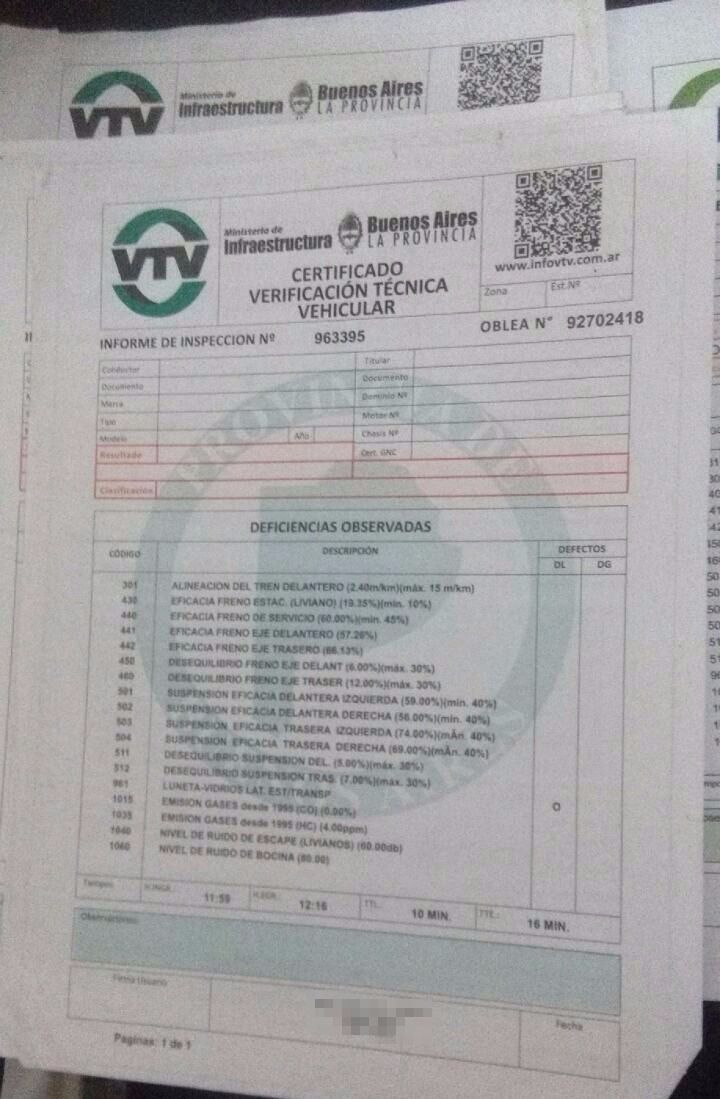 VTV
Ministerio de
Infraestructura
Buenos Aires
LA PROVINCIA
VTV
Ministerio de
Infraestructura
Buenos Aires
LA PROVINCIA
CERTIFICADO
VERIFICACIÓN TÉCNICA
VEHICULAR
www.infovtv.com.ar
Zona
Est.Nº
INFORME DE INSPECCION Nº 963395
OBLEA N° 92702418
Conductor
Titular
Documento
Documento
Marca
Dominio Nº
Tipo
Motor Nº
Modelo Año
Chasis Nº
Resultado
Cert. GNC
Clasificación
DEFICIENCIAS OBSERVADAS
CÓDIGO DESCRIPCIÓN DEFECTOS
DL DG
301 ALINEACION DEL TREN DELANTERO (2.40m/km)(máx. 15 m/km)
430 EFICACIA FRENO ESTAC. (LIVIANO) (19.35%)(min. 10%)
440 EFICACIA FRENO DE SERVICIO (60.00%)(min. 45%)
441 EFICACIA FRENO EJE DELANTERO (57.26%)
442 EFICACIA FRENO EJE TRASERO (66.13%)
450 DESEQUILIBRIO FRENO EJE DELANT (6.00%)(máx. 30%)
460 DESEQUILIBRIO FRENO EJE TRASER (12.00%)(máx. 30%)
501 SUSPENSION EFICACIA DELANTERA IZQUIERDA (59.00%)(min. 40%)
502 SUSPENSION EFICACIA DELANTERA DERECHA (56.00%)(min. 40%)
503 SUSPENSION EFICACIA TRASERA IZQUIERDA (74.00%)(mÃn. 40%)
504 SUSPENSION EFICACIA TRASERA DERECHA (69.00%)(mÃn. 40%)
511 DESEQUILIBRIO SUSPENSION DEL. (5.00%)(máx. 30%)
512 DESEQUILIBRIO SUSPENSION TRAS. (7.00%)(máx. 30%)
961 LUNETA-VIDRIOS LAT. EST/TRANSP O
1015 EMISION GASES desde 1995 (CO) (0.00%)
1035 EMISION GASES desde 1995 (HC) (4.00ppm)
1040 NIVEL DE RUIDO DE ESCAPE (LIVIANOS) (60.00db)
1060 NIVEL DE RUIDO DE BOCINA (80.00)
Tiempos H.INGR. 11:59 H.EGR. 12:16 TTL: 10 MIN. TTE.: 16 MIN.
Observaciones
Firma Usuario
Fecha
Paginas: 1 de 1